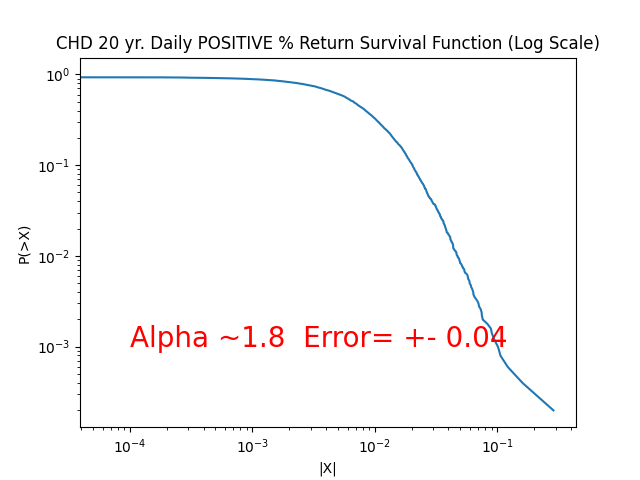 CHD 20 yr. Daily POSITIVE % Return Survival Function (Log Scale)
10⁰
10⁻¹
10⁻²
10⁻³
P(>X)
Alpha ~1.8  Error= +- 0.04
10⁻⁴
10⁻³
10⁻²
10⁻¹
|X|